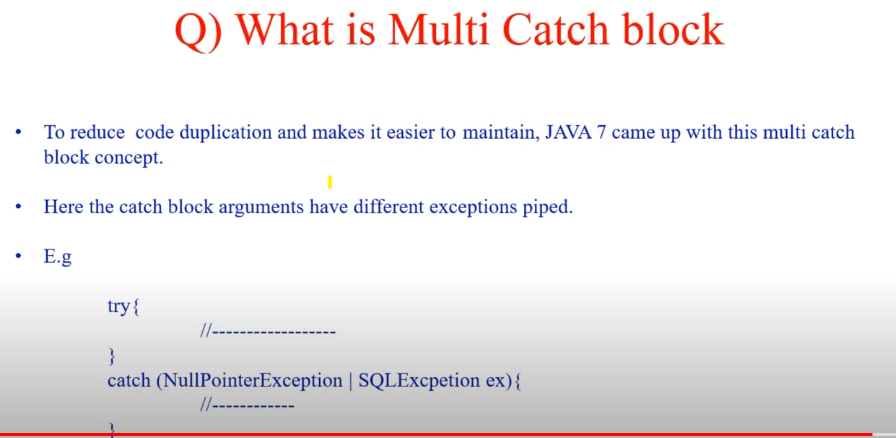 Q) What is Multi Catch block
• To reduce code duplication and makes it easier to maintain, JAVA 7 came up with this multi catch
block concept.
• Here the catch block arguments have different exceptions piped.
• E.g
try{
//------------------
}
catch (NullPointerException | SQLExcpetion ex){
//------------
}